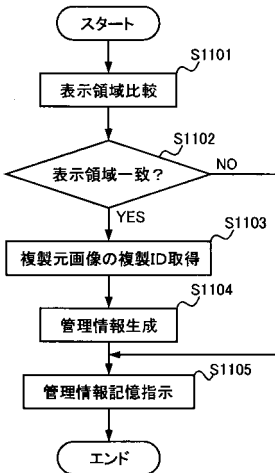 スタート
S1101
表示領域比較
S1102
表示領域一致？
NO
YES
S1103
複製元画像の複製ID取得
S1104
管理情報生成
S1105
管理情報記憶指示
エンド